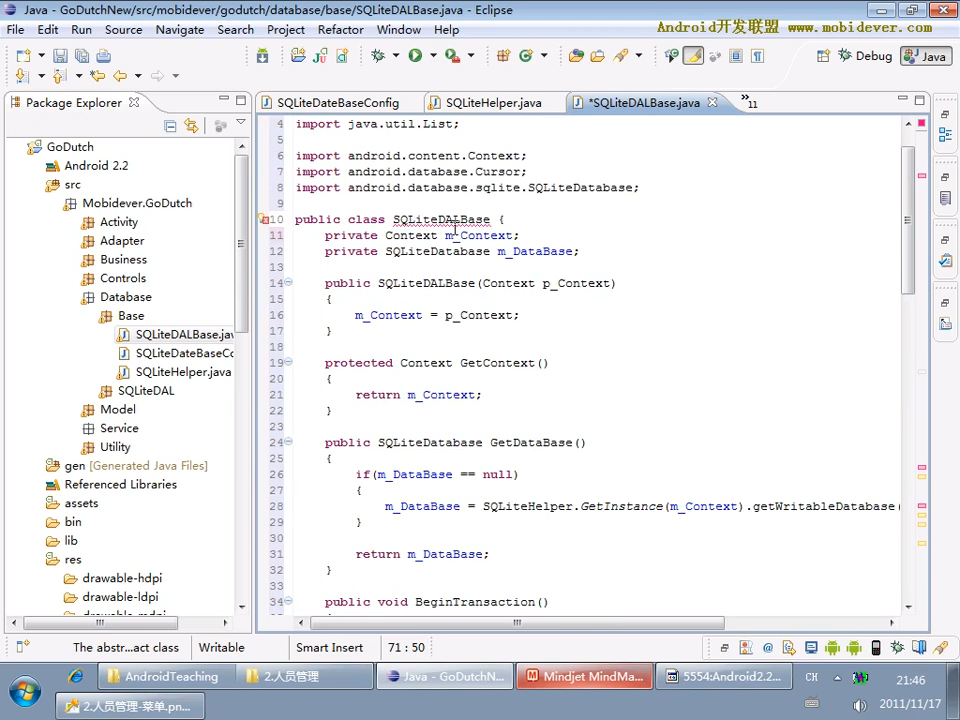 Java - GoDutchNew/src/mobidever/godutch/database/base/SQLiteDALBase.java - Eclipse
File Edit Run Source Navigate Search Project Refactor Window Help
Android开发联盟 www.mobidever.com
Debug Java
Package Explorer
SQLiteDateBaseConfig SQLiteHelper.java *SQLiteDALBase.java »11
GoDutch
Android 2.2
src
Mobidever.GoDutch
Activity
Adapter
Business
Controls
Database
Base
SQLiteDALBase.jav
SQLiteDateBaseCo
SQLiteHelper.java
SQLiteDAL
Model
Service
Utility
gen [Generated Java Files]
Referenced Libraries
assets
bin
lib
res
drawable-hdpi
drawable-ldpi
drawable-mdpi
4 import java.util.List;
5
6 import android.content.Context;
7 import android.database.Cursor;
8 import android.database.sqlite.SQLiteDatabase;
9
10 public class SQLiteDALBase {
11 private Context m_Context;
12 private SQLiteDatabase m_DataBase;
13
14 public SQLiteDALBase(Context p_Context)
15 {
16 m_Context = p_Context;
17 }
18
19 protected Context GetContext()
20 {
21 return m_Context;
22 }
23
24 public SQLiteDatabase GetDataBase()
25 {
26 if(m_DataBase == null)
27 {
28 m_DataBase = SQLiteHelper.GetInstance(m_Context).getWritableDatabase(
29 }
30
31 return m_DataBase;
32 }
33
34 public void BeginTransaction()
The abstr...act class Writable Smart Insert 71 : 50
AndroidTeaching 2.人员管理 Java - GoDutchN... Mindjet MindMa... 5554:Android2.2... CH 21:46
2.人员管理-菜单.pn... 2011/11/17